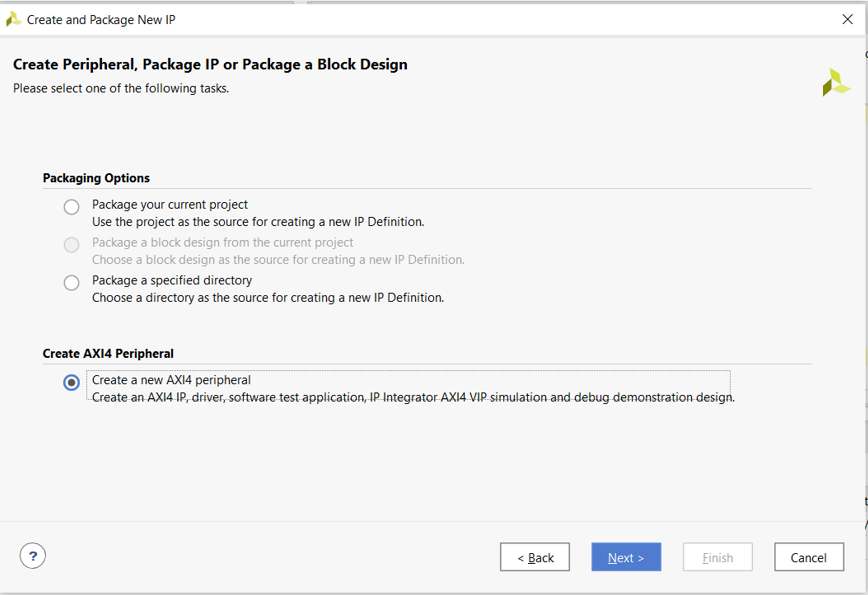 Create and Package New IP
Create Peripheral, Package IP or Package a Block Design
Please select one of the following tasks.
Packaging Options
Package your current project
Use the project as the source for creating a new IP Definition.
Package a block design from the current project
Choose a block design as the source for creating a new IP Definition.
Package a specified directory
Choose a directory as the source for creating a new IP Definition.
Create AXI4 Peripheral
Create a new AXI4 peripheral
Create an AXI4 IP, driver, software test application, IP Integrator AXI4 VIP simulation and debug demonstration design.
?
< Back
Next >
Finish
Cancel